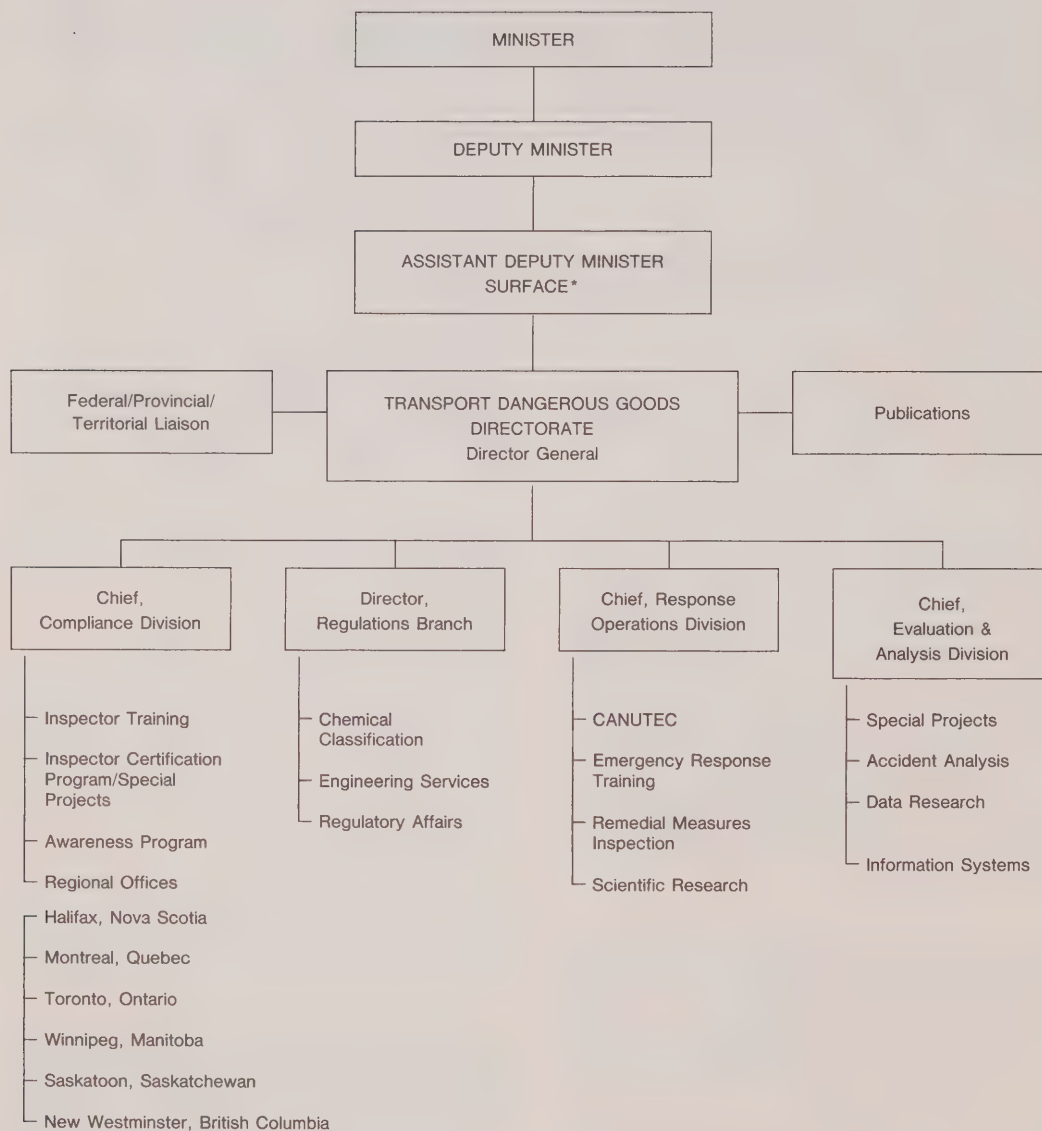 MINISTER
DEPUTY MINISTER
ASSISTANT DEPUTY MINISTER
SURFACE*
Federal/Provincial/
Territorial Liaison
TRANSPORT DANGEROUS GOODS
DIRECTORATE
Director General
Publications
Chief,
Compliance Division
Director,
Regulations Branch
Chief, Response
Operations Division
Chief,
Evaluation &
Analysis Division
Inspector Training
Inspector Certification
Program/Special
Projects
Awareness Program
Regional Offices
Halifax, Nova Scotia
Montreal, Quebec
Toronto, Ontario
Winnipeg, Manitoba
Saskatoon, Saskatchewan
New Westminster, British Columbia
Chemical
Classification
Engineering Services
Regulatory Affairs
CANUTEC
Emergency Response
Training
Remedial Measures
Inspection
Scientific Research
Special Projects
Accident Analysis
Data Research
Information Systems